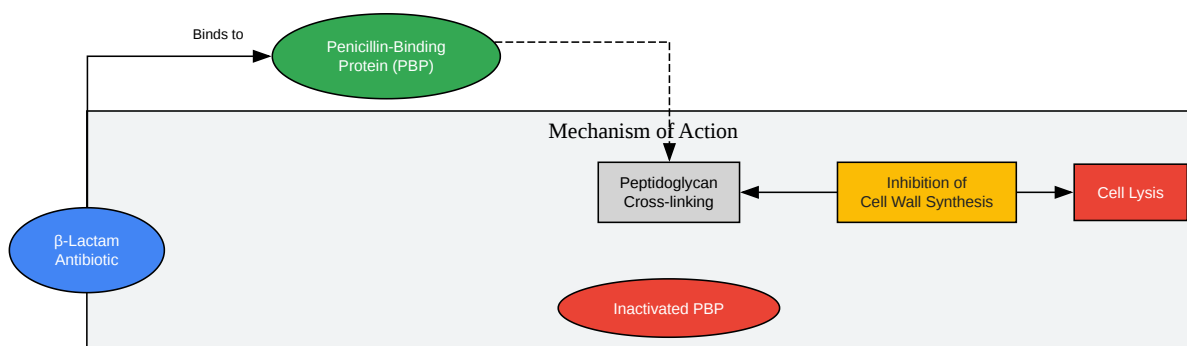 Binds to
Penicillin-Binding
Protein (PBP)
Mechanism of Action
Peptidoglycan
Cross-linking
Inhibition of
Cell Wall Synthesis
Cell Lysis
β-Lactam
Antibiotic
Inactivated PBP